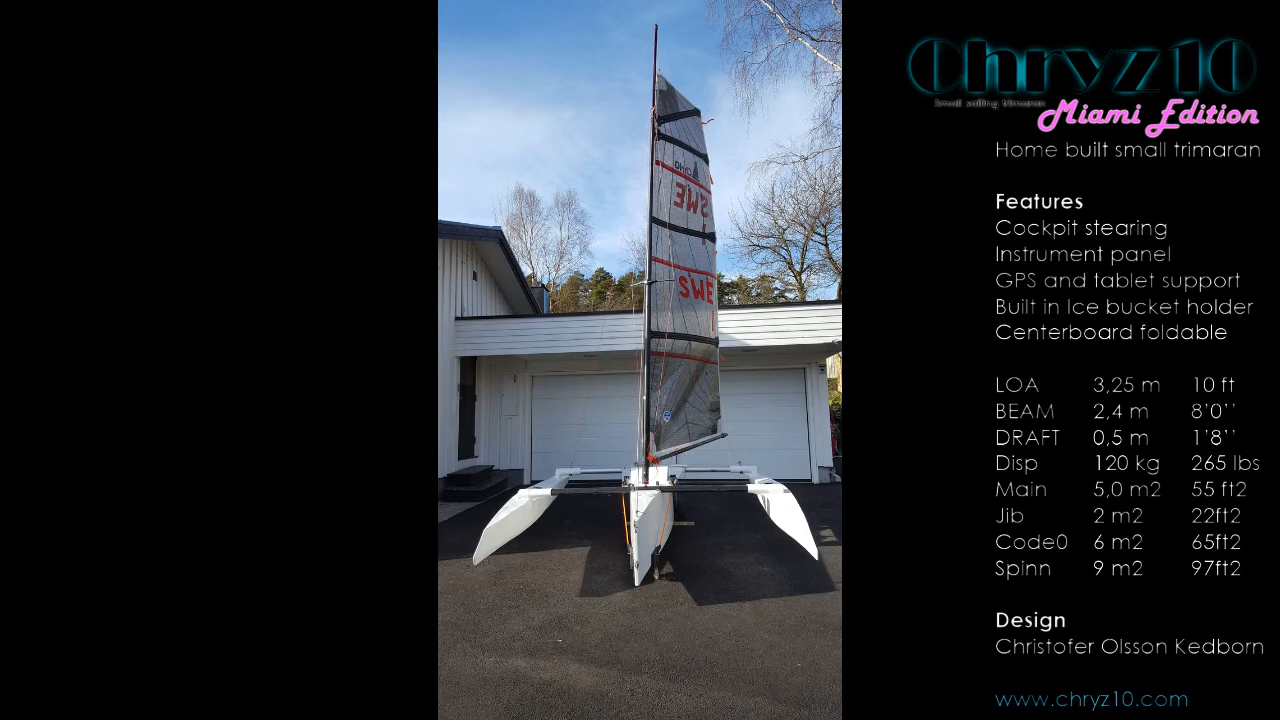 Chryz10
Small sailing trimaran
Miami Edition
Home built small trimaran
Features
Cockpit stearing
Instrument panel
GPS and tablet support
Built in Ice bucket holder
Centerboard foldable
LOA 3,25 m 10 ft
BEAM 2,4 m 8'0''
DRAFT 0,5 m 1'8''
Disp 120 kg 265 lbs
Main 5,0 m2 55 ft2
Jib 2 m2 22ft2
Code0 6 m2 65ft2
Spinn 9 m2 97ft2
Design
Christofer Olsson Kedborn
www.chryz10.com
SWE
SWE